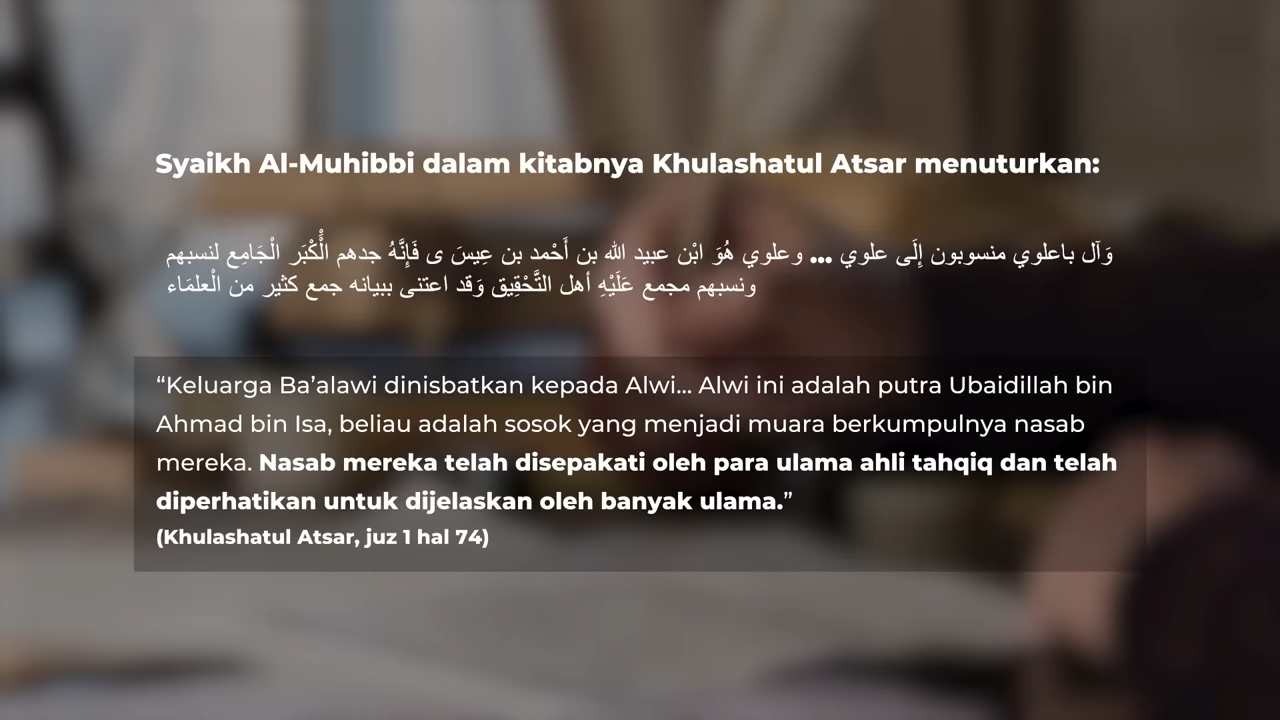 Syaikh Al-Muhibbi dalam kitabnya Khulashatul Atsar menuturkan:
وَآل باعلوي منسوبون إِلَى علوي ... وعلوي هُوَ ابْن عبيد الله بن أَحْمد بن عِيسَ ى فَإِنَّهُ جدهم الْأَكْبَر الْجَامِع لنسبهم
ونسبهم مجمع عَلَيْهِ أهل التَّحْقِيق وَقد اعتنى ببيانه جمع كثير من الْعلمَاء
“Keluarga Ba’alawi dinisbatkan kepada Alwi... Alwi ini adalah putra Ubaidillah bin
Ahmad bin Isa, beliau adalah sosok yang menjadi muara berkumpulnya nasab
mereka. Nasab mereka telah disepakati oleh para ulama ahli tahqiq dan telah
diperhatikan untuk dijelaskan oleh banyak ulama.”
(Khulashatul Atsar, juz 1 hal 74)